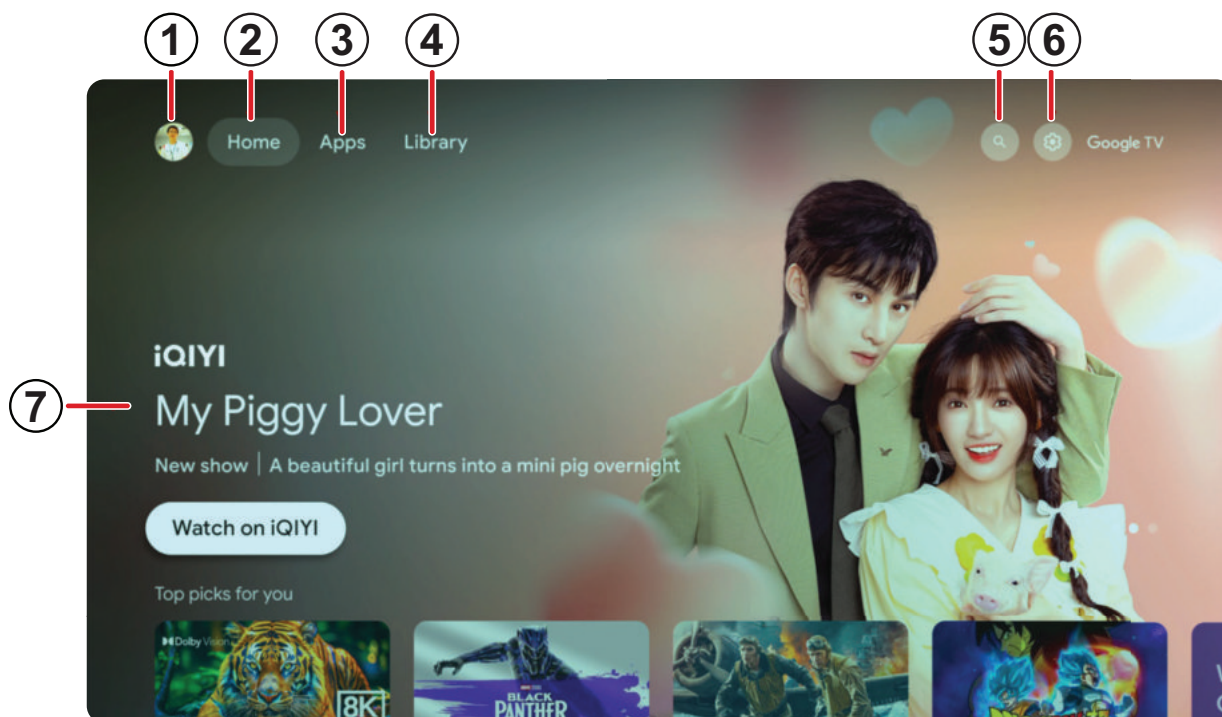 1 2 3 4 5 6
Home Apps Library Google TV
iQIYI
7
My Piggy Lover
New show | A beautiful girl turns into a mini pig overnight
Watch on iQIYI
Top picks for you
Dolby Vision
8K
BLACK
PANTHER